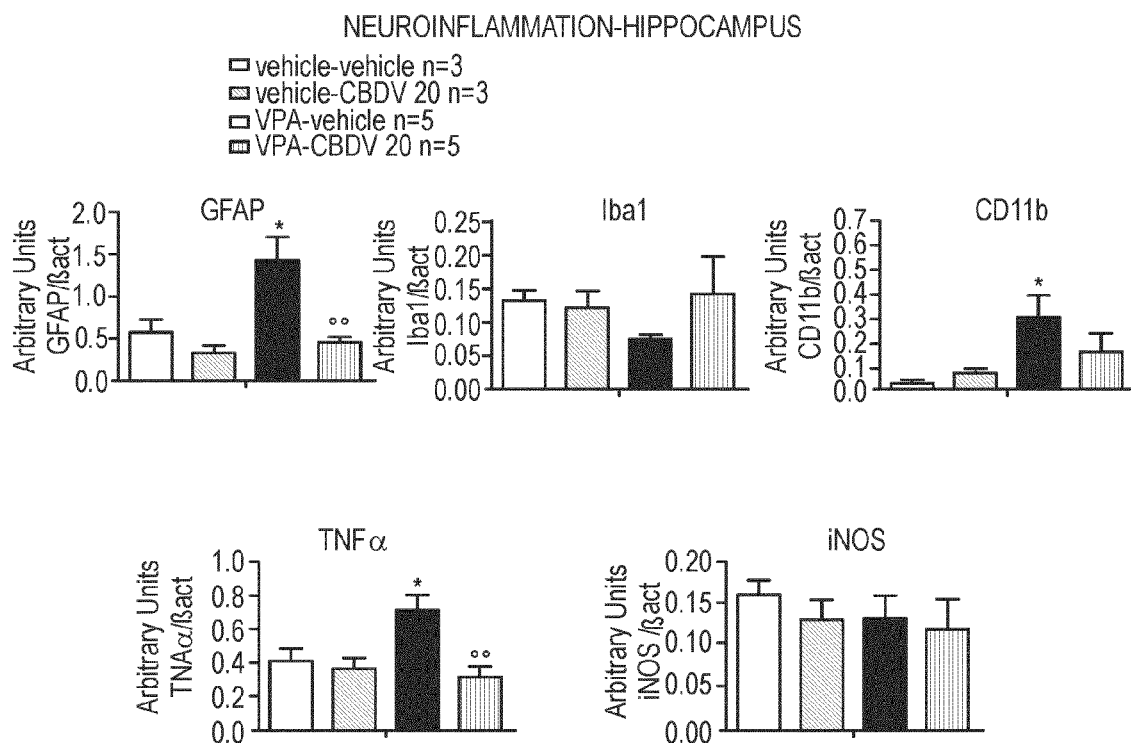 NEUROINFLAMMATION-HIPPOCAMPUS
vehicle-vehicle n=3
vehicle-CBDV 20 n=3
VPA-vehicle n=5
VPA-CBDV 20 n=5
GFAP
Arbitrary Units
GFAP/ßact
2.0
1.5
1.0
0.5
0.0
*
°°
Iba1
Arbitrary Units
Iba1/ßact
0.25
0.20
0.15
0.10
0.05
0.00
CD11b
Arbitrary Units
CD11b/ßact
0.7
0.6
0.5
0.4
0.3
0.2
0.1
0.0
*
TNFα
Arbitrary Units
TNAα/ßact
1.0
0.8
0.6
0.4
0.2
0.0
*
°°
iNOS
Arbitrary Units
iNOS /ßact
0.20
0.15
0.10
0.05
0.00